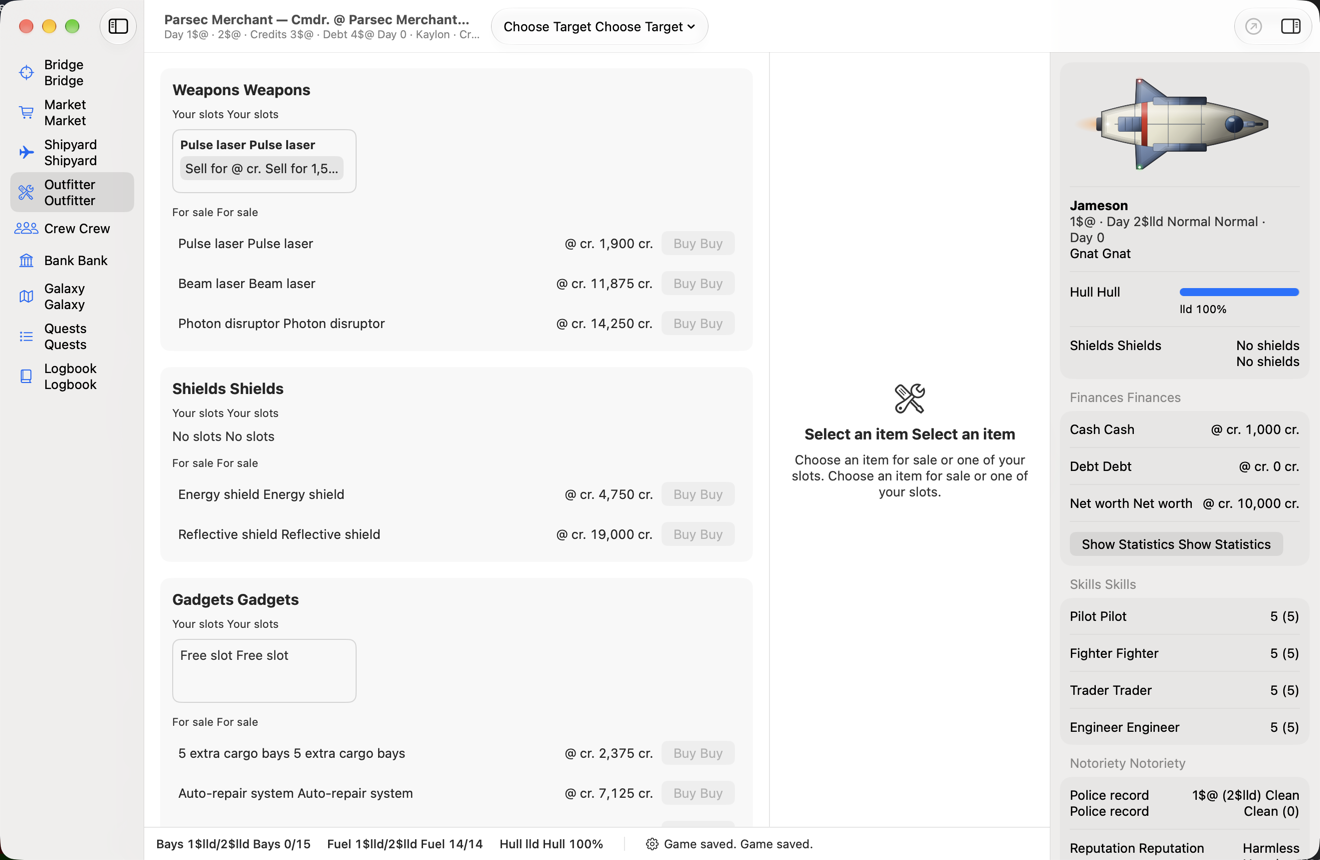 Parsec Merchant — Cmdr. @ Parsec Merchant...
Day 1$@ · 2$@ · Credits 3$@ · Debt 4$@ Day 0 · Kaylon · Cr...
Choose Target Choose Target
Bridge
Bridge
Market
Market
Shipyard
Shipyard
Outfitter
Outfitter
Crew Crew
Bank Bank
Galaxy
Galaxy
Quests
Quests
Logbook
Logbook
Weapons Weapons
Your slots Your slots
Pulse laser Pulse laser
Sell for @ cr. Sell for 1,5...
For sale For sale
Pulse laser Pulse laser @ cr. 1,900 cr. Buy Buy
Beam laser Beam laser @ cr. 11,875 cr. Buy Buy
Photon disruptor Photon disruptor @ cr. 14,250 cr. Buy Buy
Shields Shields
Your slots Your slots
No slots No slots
For sale For sale
Energy shield Energy shield @ cr. 4,750 cr. Buy Buy
Reflective shield Reflective shield @ cr. 19,000 cr. Buy Buy
Gadgets Gadgets
Your slots Your slots
Free slot Free slot
For sale For sale
5 extra cargo bays 5 extra cargo bays @ cr. 2,375 cr. Buy Buy
Auto-repair system Auto-repair system @ cr. 7,125 cr. Buy Buy
Select an item Select an item
Choose an item for sale or one of your
slots. Choose an item for sale or one of
your slots.
Jameson
1$@ · Day 2$lld Normal Normal ·
Day 0
Gnat Gnat
Hull Hull
lld 100%
Shields Shields No shields
No shields
Finances Finances
Cash Cash @ cr. 1,000 cr.
Debt Debt @ cr. 0 cr.
Net worth Net worth @ cr. 10,000 cr.
Show Statistics Show Statistics
Skills Skills
Pilot Pilot 5 (5)
Fighter Fighter 5 (5)
Trader Trader 5 (5)
Engineer Engineer 5 (5)
Notoriety Notoriety
Police record 1$@ (2$lld) Clean
Police record Clean (0)
Reputation Reputation Harmless
Bays 1$lld/2$lld Bays 0/15 Fuel 1$lld/2$lld Fuel 14/14 Hull lld Hull 100% Game saved. Game saved.